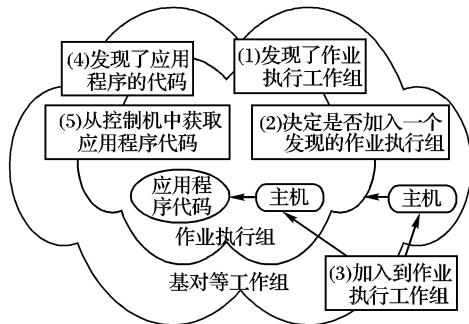 (4)发现了应用
程序的代码
(1)发现了作业
执行工作组
(5)从控制机中获取
应用程序代码
(2)决定是否加入一个
发现的作业执行组
应用程
序代码
主机
主机
作业执行组
基对等工作组
(3)加入到作业
执行工作组